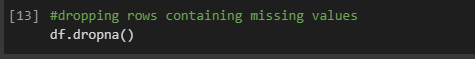 [13] #dropping rows containing missing values
df.dropna()